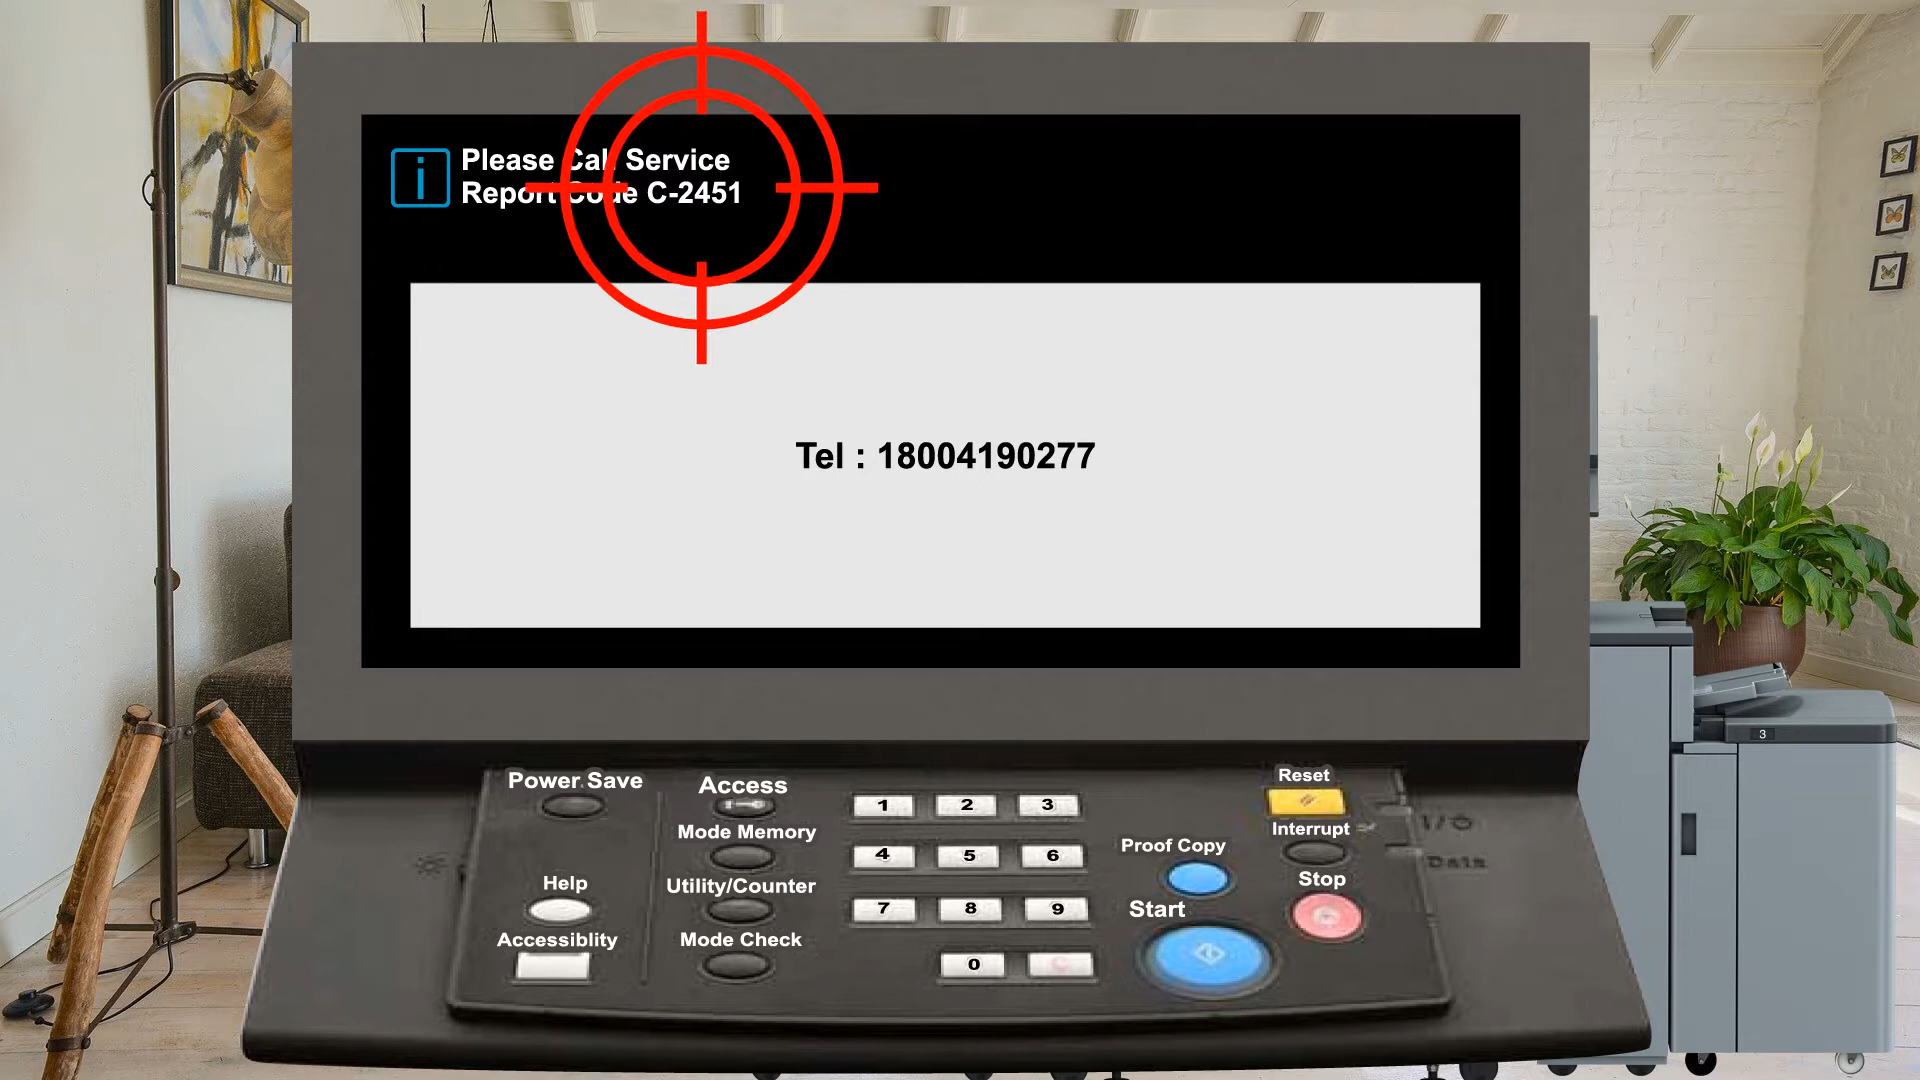 Please Call Service
Report Code C-2451
Tel : 18004190277
Power Save
Access
Reset
1 2 3
Mode Memory
Interrupt
I/O
Proof Copy
4 5 6
Data
Help
Utility/Counter
Stop
7 8 9
Start
Accessiblity
Mode Check
0 C
3